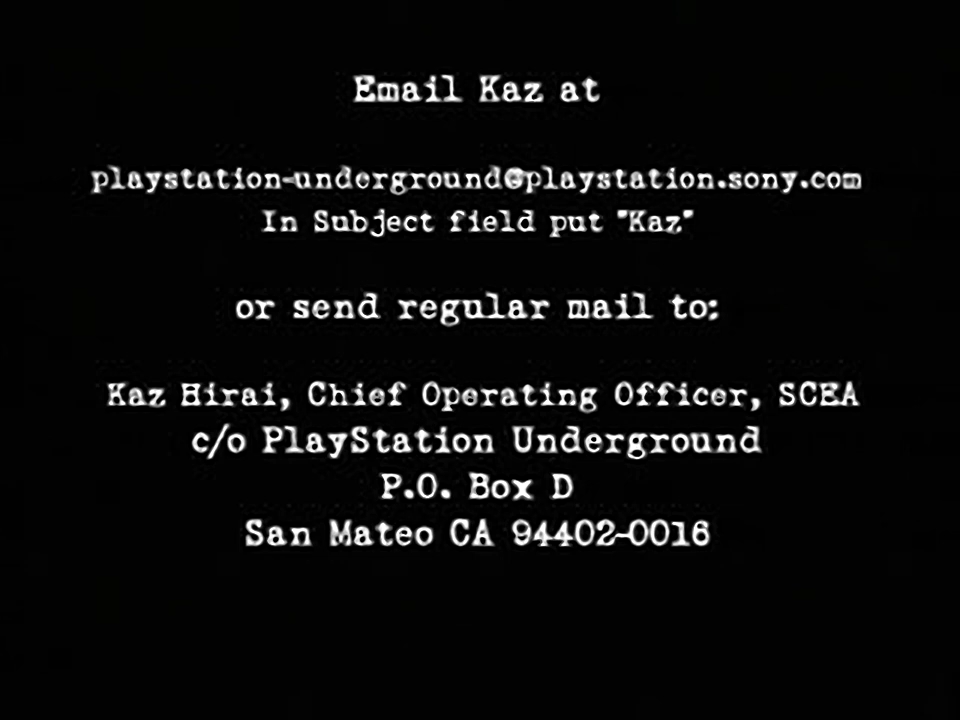 Email Kaz at
playstation-underground@playstation.sony.com
In Subject field put "Kaz"
or send regular mail to:
Kaz Hirai, Chief Operating Officer, SCEA
c/o PlayStation Underground
P.O. Box D
San Mateo CA 94402-0016